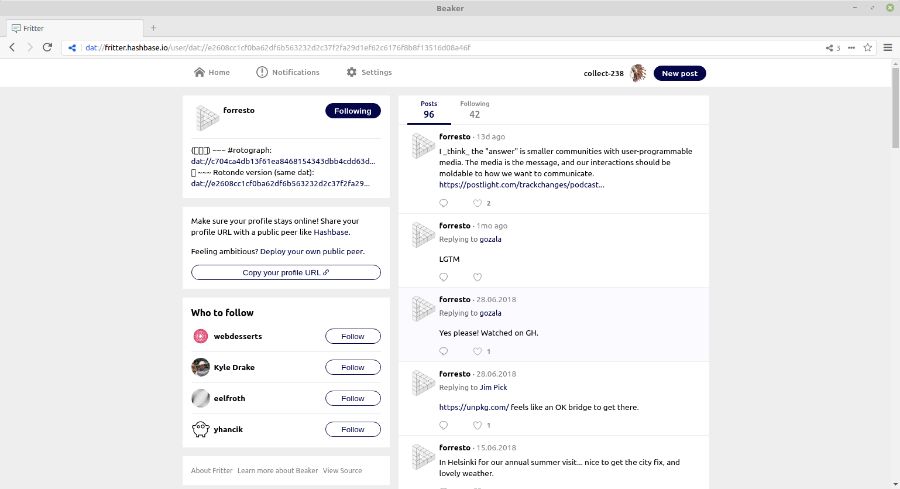 Beaker
Fritter
dat://fritter.hashbase.io/user/dat://e2608cc1cf0ba62df6b563232d2c37f2fa29d1ef62c6176f8b8f13516d08a46f
3
Home
Notifications
Settings
collect-238
New post
forresto
Following
~~~ #rotograph:
dat://c704ca4db13f61ea8468154343dbb4cdd63d...
~~~ Rotonde version (same dat):
dat://e2608cc1cf0ba62df6b563232d2c37f2fa29...
Make sure your profile stays online! Share your
profile URL with a public peer like Hashbase.
Feeling ambitious? Deploy your own public peer.
Copy your profile URL
Who to follow
webdesserts
Follow
Kyle Drake
Follow
eelfroth
Follow
yhancik
Follow
About Fritter Learn more about Beaker View Source
Posts
96
Following
42
forresto · 13d ago
I _think_ the "answer" is smaller communities with user-programmable
media. The media is the message, and our interactions should be
moldable to how we want to communicate.
https://postlight.com/trackchanges/podcast...
2
forresto · 1mo ago
Replying to gozala
LGTM
forresto · 28.06.2018
Replying to gozala
Yes please! Watched on GH.
1
forresto · 28.06.2018
Replying to Jim Pick
https://unpkg.com/ feels like an OK bridge to get there.
1
forresto · 15.06.2018
In Helsinki for our annual summer visit... nice to get the city fix, and
lovely weather.